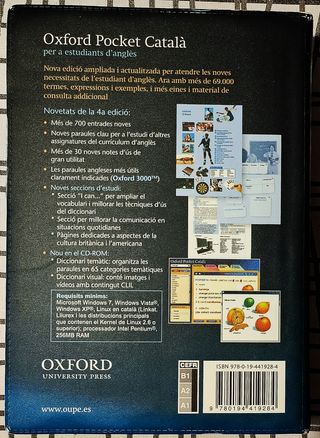 Oxford Pocket Català
per a estudiants d'anglès
Nova edició ampliada i actualitzada per atendre les noves
necessitats de l'estudiant d'anglès. Ara amb més de 69.000
termes, expressions i exemples, i més eines i material de
consulta addicional
Novetats de la 4a edició:
• Més de 700 entrades noves
• Noves paraules clau per a l'estudi d'altres
assignatures del currículum d'anglès
• Més de 30 noves notes d'ús de
gran utilitat
• Les paraules angleses més útils
clarament indicades (Oxford 3000™)
• Noves seccions d'estudi:
• Secció "I can..." per ampliar el
vocabulari i millorar les tècniques d'ús
del diccionari
• Secció per millorar la comunicació en
situacions quotidianes
• Pàgines dedicades a aspectes de la
cultura britànica i l'americana
• Nou en el CD-ROM:
• Diccionari temàtic: organitza les
paraules en 65 categories temàtiques
• Diccionari visual: conté imatges i
vídeos amb contingut CLIL
Requisits mínims:
Microsoft Windows 7, Windows Vista®,
Windows XP®, Linux en català (Linkat,
Lliurex i les distribucions principals
que contenen el Kernel de Linux 2.6 o
superior); processador Intel Pentium®,
256MB RAM
Oxford Pocket Català
OXFORD
UNIVERSITY PRESS
www.oupe.es
CEFR
B1
A2
A1
ISBN 978-0-19-441928-4
9 780194 419284